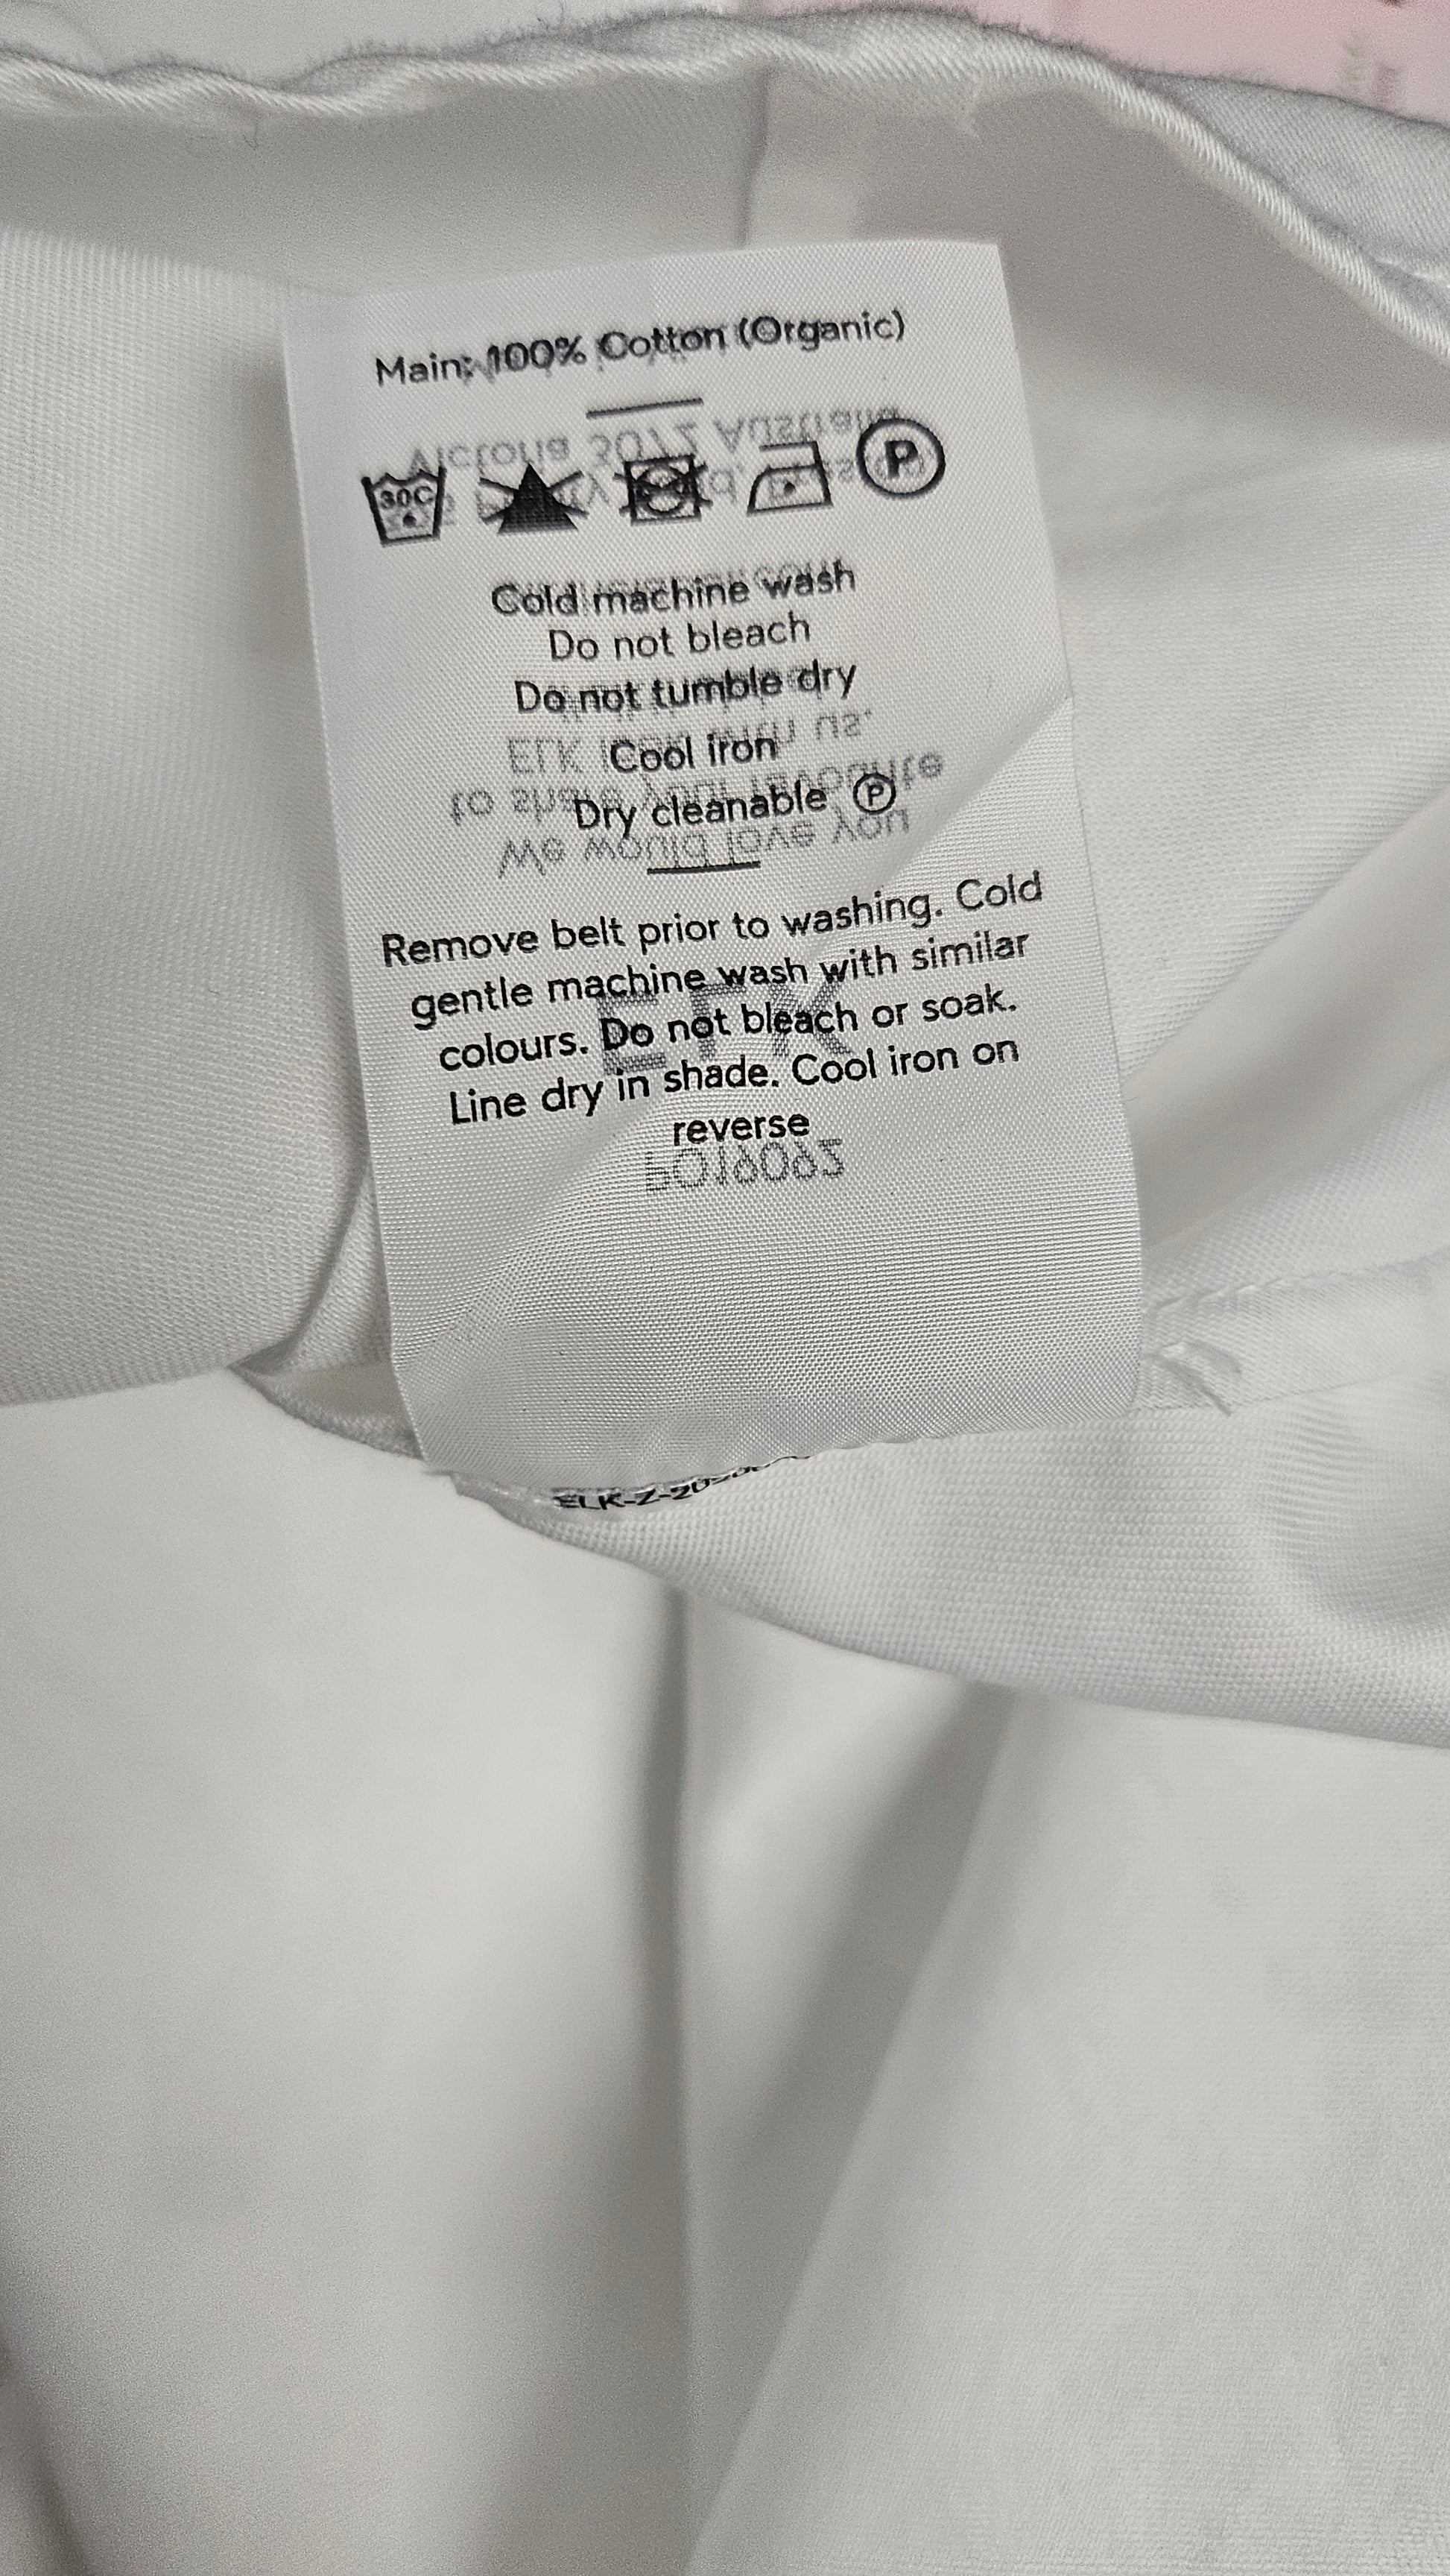 Main: 100% Cotton (Organic)
30C P
Cold machine wash
Do not bleach
Do not tumble dry
Cool iron
Dry cleanable P
Remove belt prior to washing. Cold
gentle machine wash with similar
colours. Do not bleach or soak.
Line dry in shade. Cool iron on
reverse
ELK-Z-